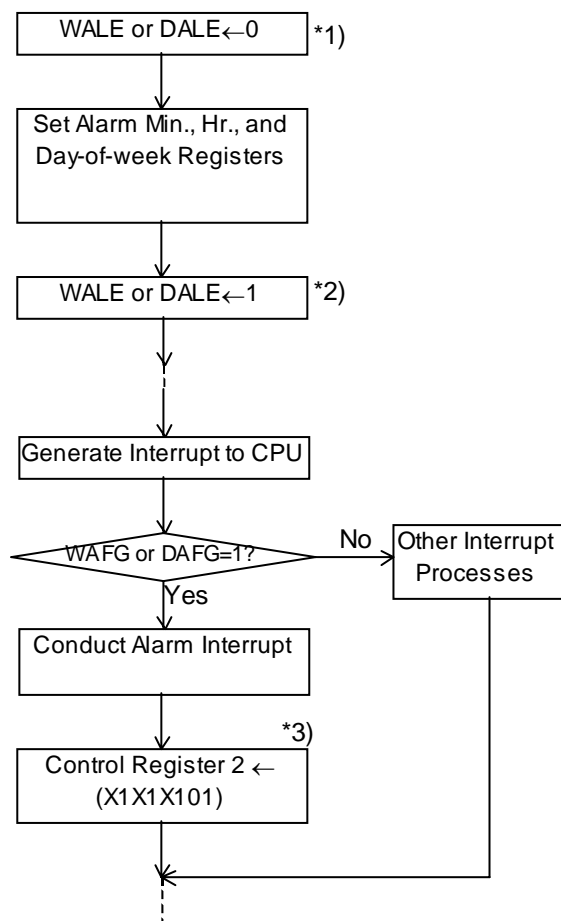 WALE or DALE←0
*1)
Set Alarm Min., Hr., and
Day-of-week Registers
WALE or DALE←1
*2)
Generate Interrupt to CPU
WAFG or DAFG=1?
No
Other Interrupt
Processes
Yes
Conduct Alarm Interrupt
*3)
Control Register 2 ←
(X1X1X101)